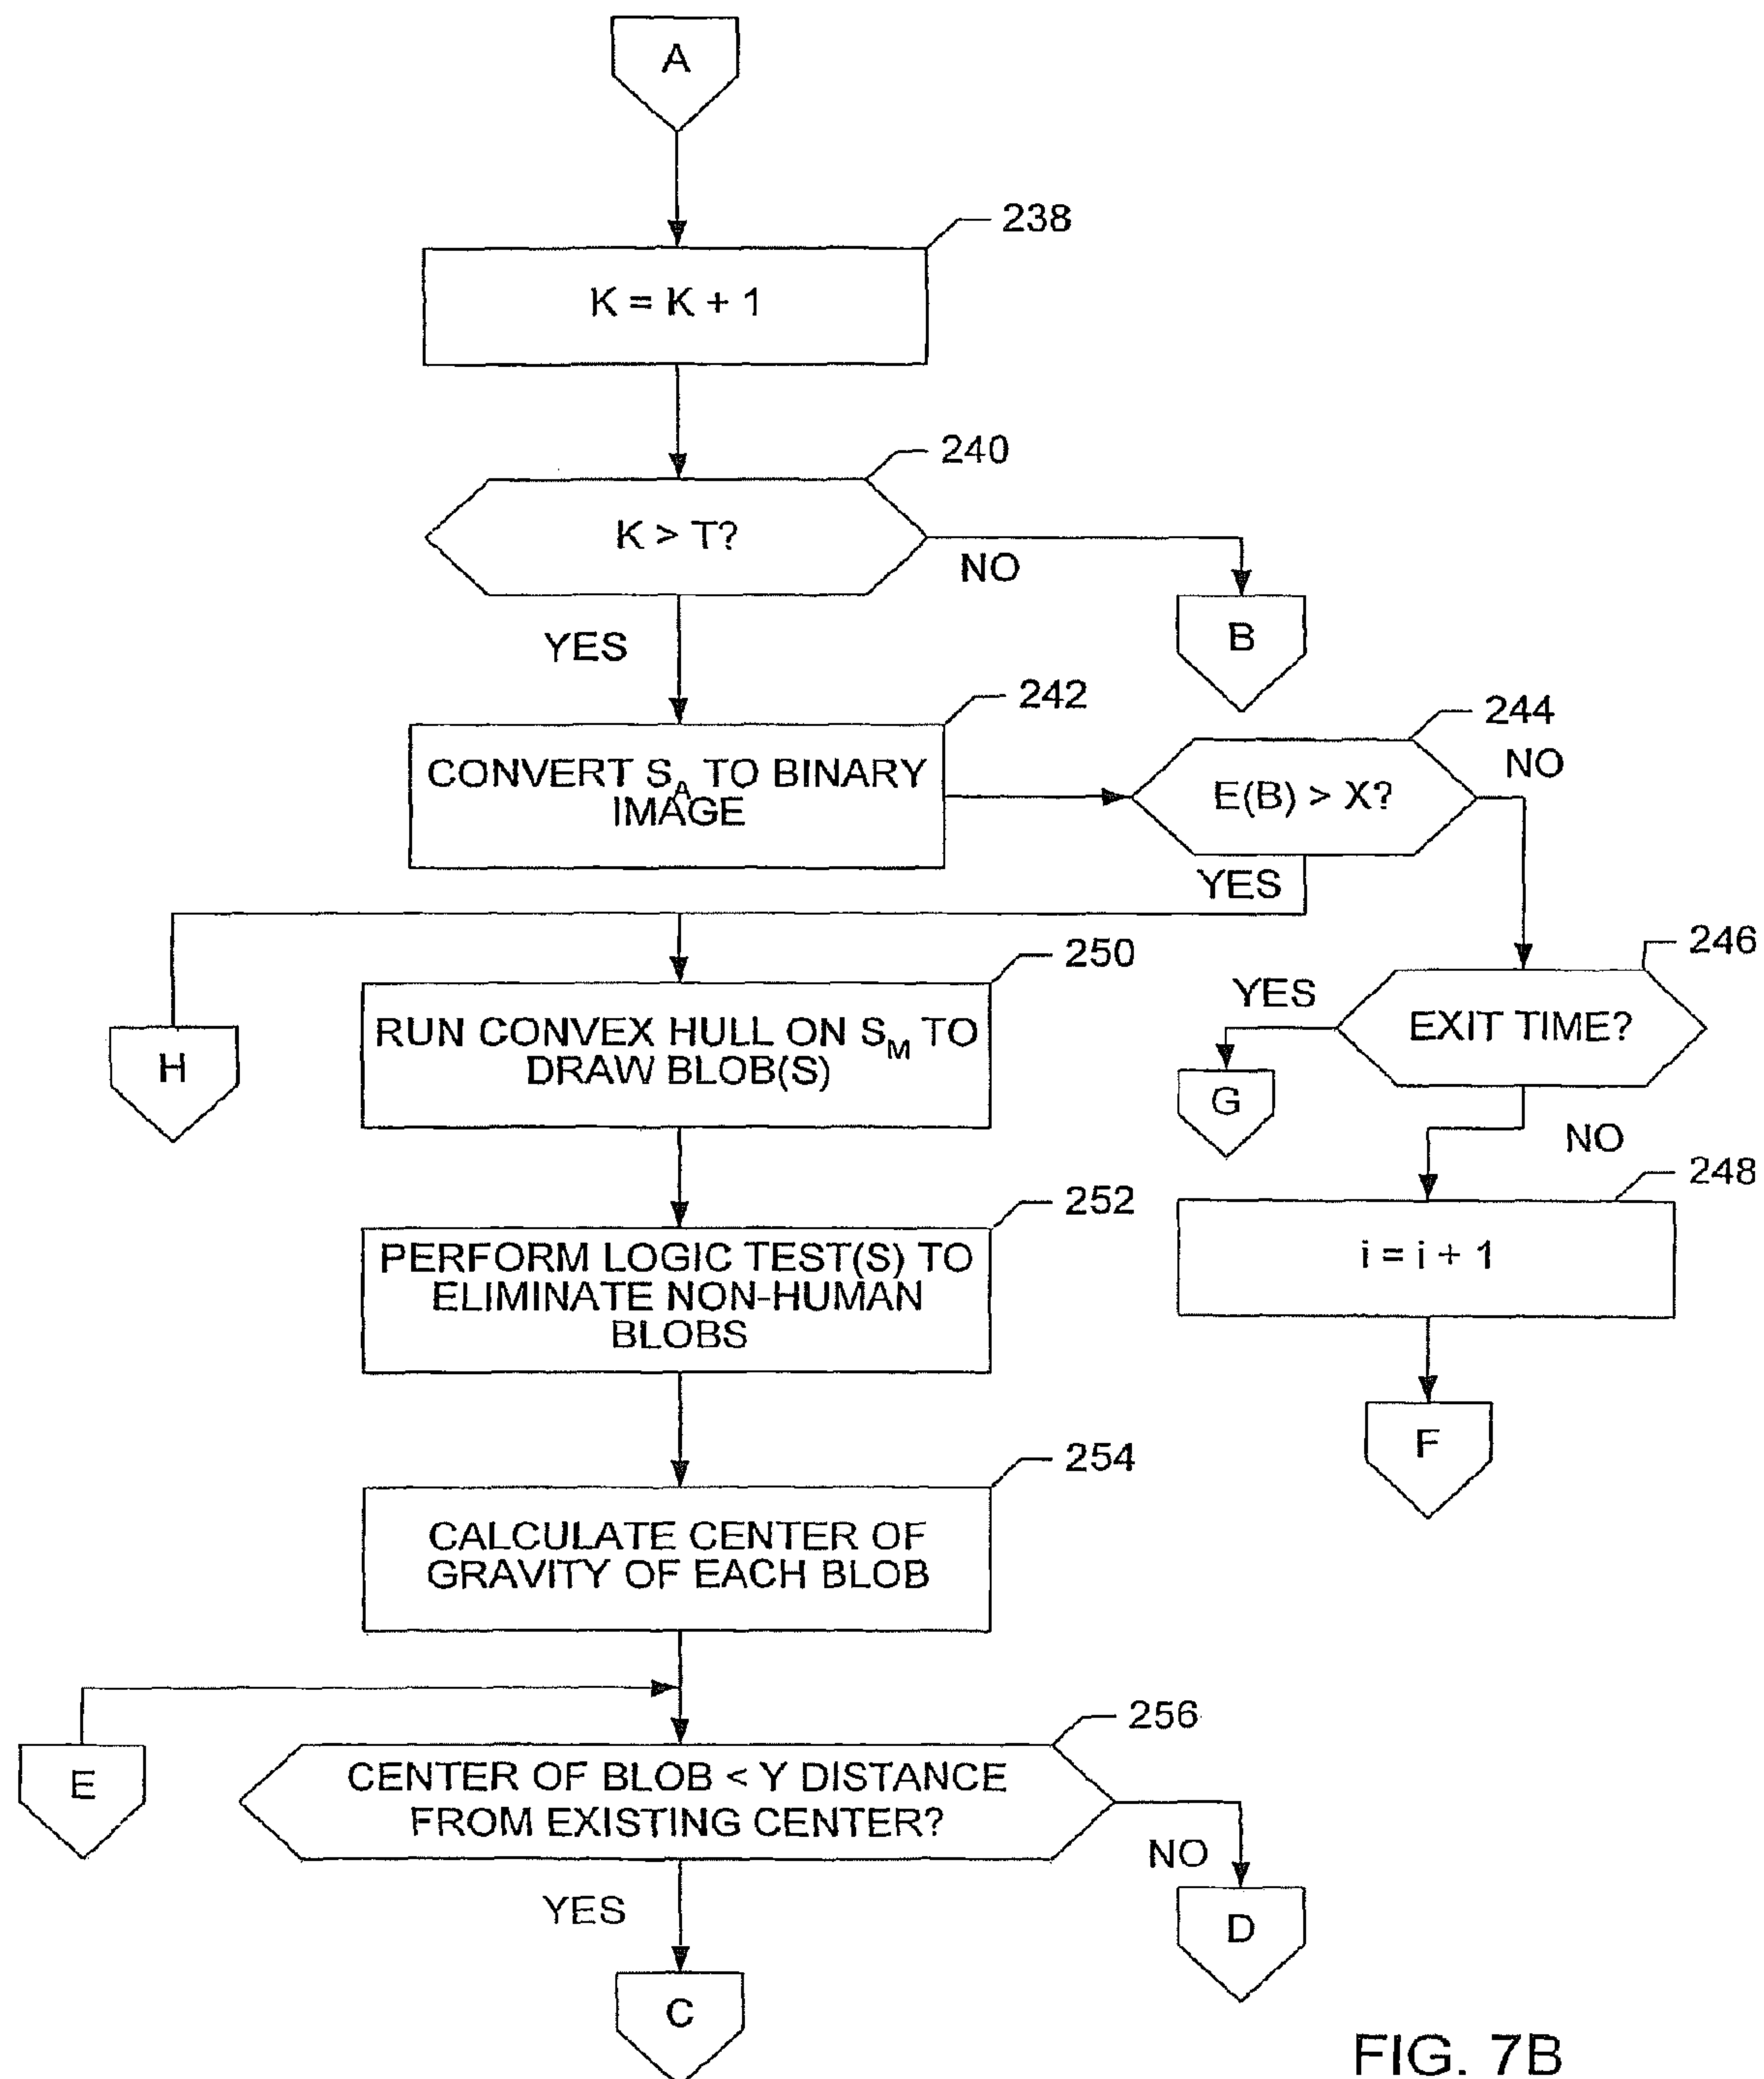 A
238
K = K + 1
240
K > T?
NO
B
YES
242
CONVERT S_A TO BINARY
IMAGE
244
E(B) > X?
NO
YES
H
250
RUN CONVEX HULL ON S_M TO
DRAW BLOB(S)
246
YES
EXIT TIME?
G
NO
248
i = i + 1
F
252
PERFORM LOGIC TEST(S) TO
ELIMINATE NON-HUMAN
BLOBS
254
CALCULATE CENTER OF
GRAVITY OF EACH BLOB
E
256
CENTER OF BLOB < Y DISTANCE
FROM EXISTING CENTER?
NO
D
YES
C
FIG. 7B